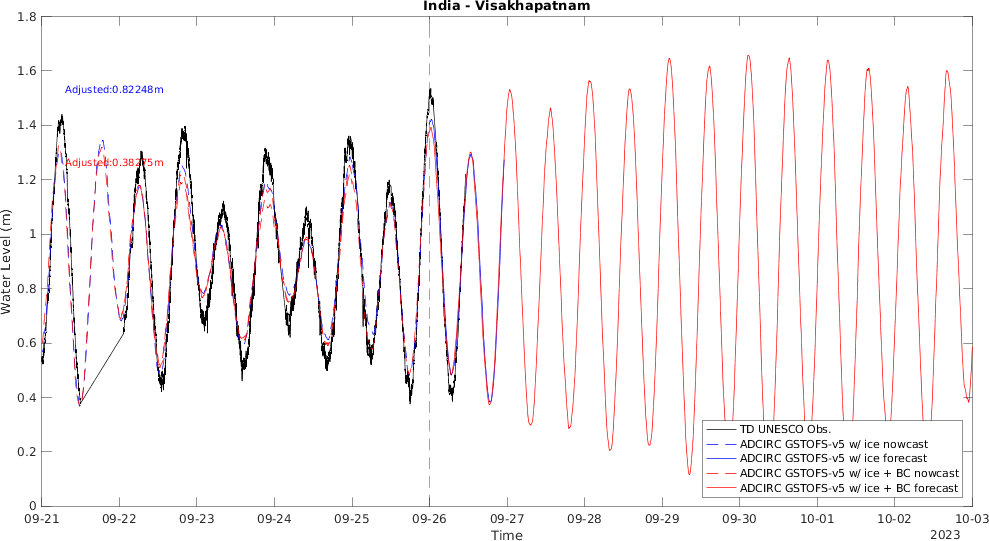 India - Visakhapatnam
Water Level (m)
1.8
1.6
1.4
1.2
1
0.8
0.6
0.4
0.2
0
Adjusted:0.82248m
Adjusted:0.38275m
TD UNESCO Obs.
ADCIRC GSTOFS-v5 w/ ice nowcast
ADCIRC GSTOFS-v5 w/ ice forecast
ADCIRC GSTOFS-v5 w/ ice + BC nowcast
ADCIRC GSTOFS-v5 w/ ice + BC forecast
09-21 09-22 09-23 09-24 09-25 09-26 09-27 09-28 09-29 09-30 10-01 10-02 10-03
Time
2023